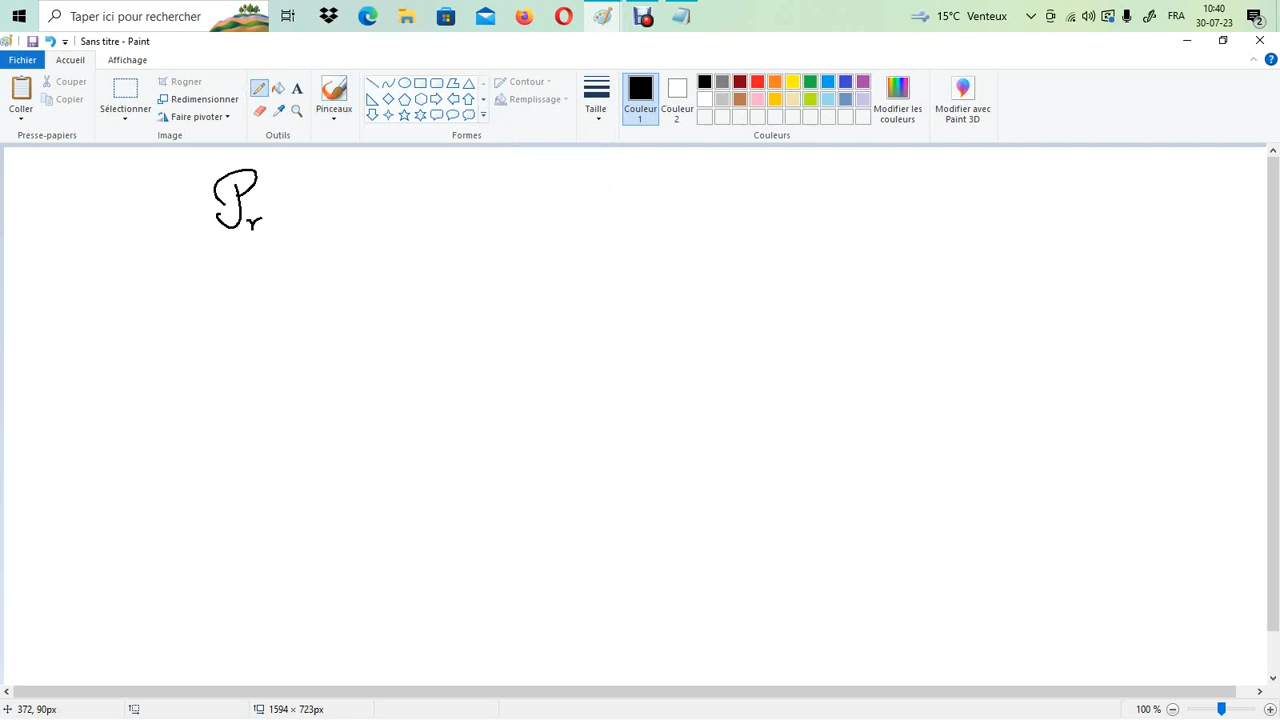 Taper ici pour rechercher 15°C Venteux FRA 10:40 30-07-23 2
Sans titre - Paint
Fichier Accueil Affichage
Coller Couper Copier Sélectionner Rogner Redimensionner Faire pivoter A Pinceaux Contour Remplissage Taille Couleur 1 Couleur 2 Modifier les couleurs Modifier avec Paint 3D
Presse-papiers Image Outils Formes Couleurs
Pr
372, 90px 1594 × 723px 100 %